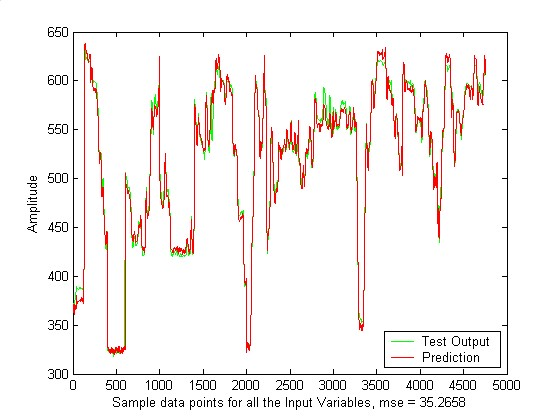 650
600
550
500
450
400
350
300
Amplitude
0 500 1000 1500 2000 2500 3000 3500 4000 4500 5000
Sample data points for all the Input Variables, mse = 35.2658
Test Output
Prediction